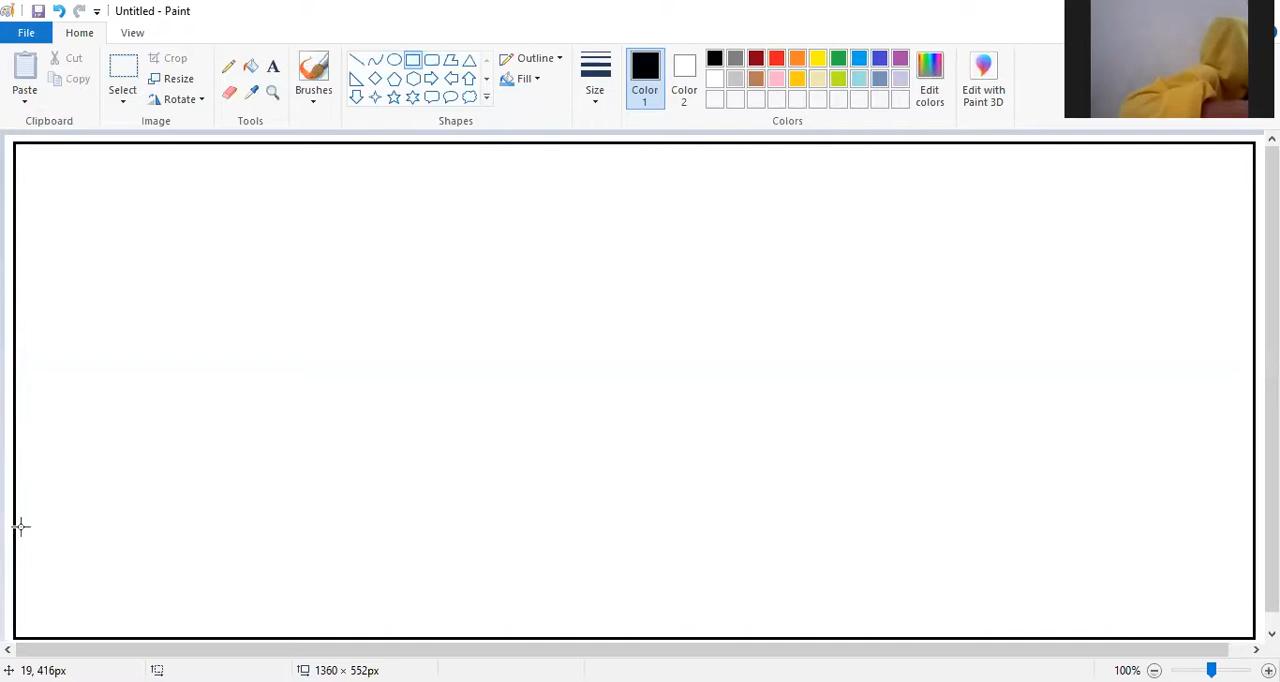 Untitled - Paint
File Home View
Paste
Cut
Copy
Clipboard
Select
Crop
Resize
Rotate
Image
A
Tools
Brushes
Outline
Fill
Shapes
Size
Color 1
Color 2
Edit colors
Colors
Edit with Paint 3D
19, 416px
1360 × 552px
100%